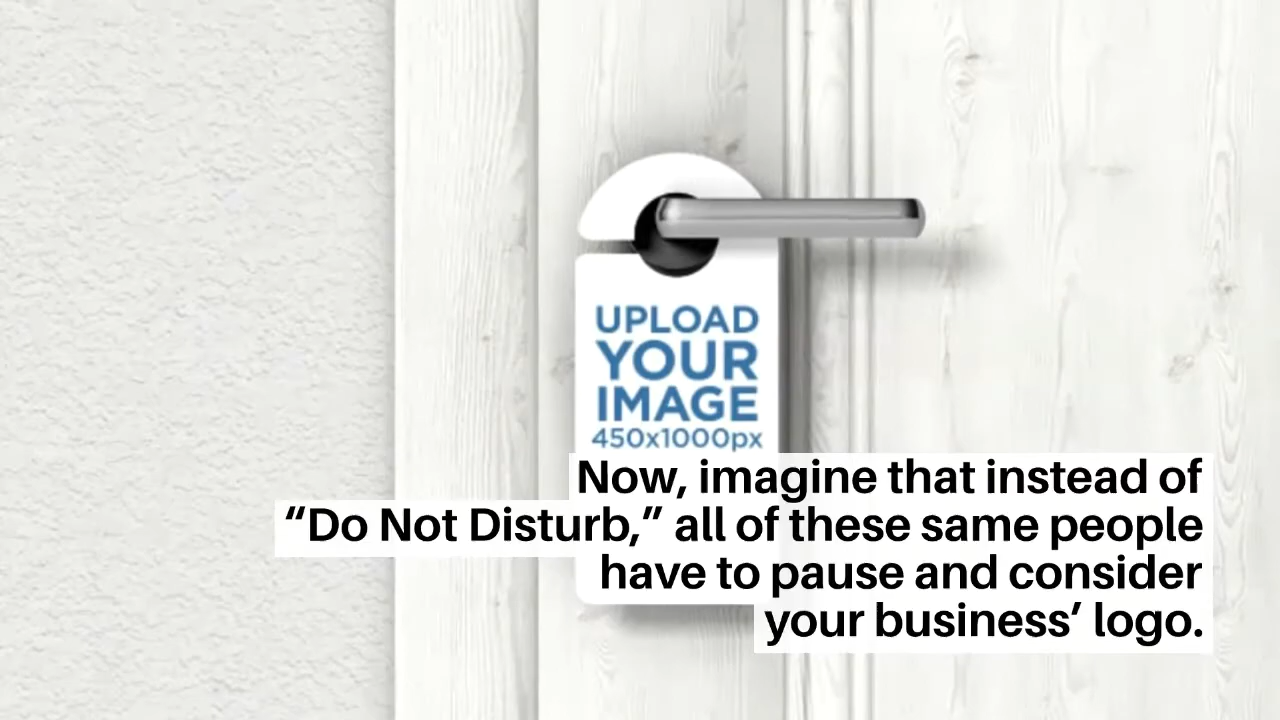 UPLOAD
YOUR
IMAGE
450x1000px
Now, imagine that instead of
“Do Not Disturb,” all of these same people
have to pause and consider
your business’ logo.